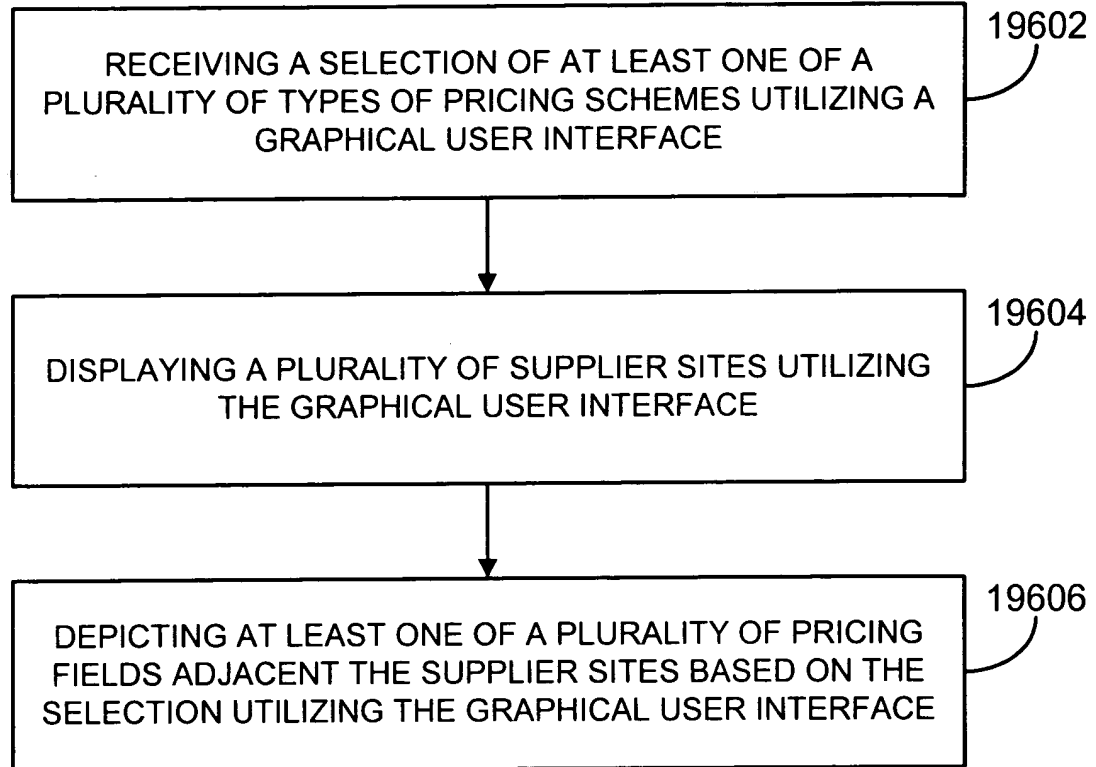 19602
RECEIVING A SELECTION OF AT LEAST ONE OF A
PLURALITY OF TYPES OF PRICING SCHEMES UTILIZING A
GRAPHICAL USER INTERFACE
19604
DISPLAYING A PLURALITY OF SUPPLIER SITES UTILIZING
THE GRAPHICAL USER INTERFACE
19606
DEPICTING AT LEAST ONE OF A PLURALITY OF PRICING
FIELDS ADJACENT THE SUPPLIER SITES BASED ON THE
SELECTION UTILIZING THE GRAPHICAL USER INTERFACE